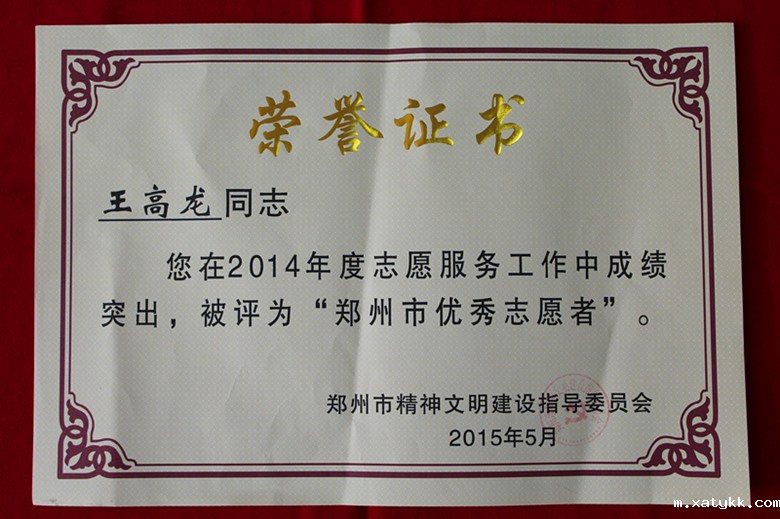 荣誉证书
王高龙同志
您在2014年度志愿服务工作中成绩
突出，被评为“郑州市优秀志愿者”。
郑州市精神文明建设指导委员会
2015年5月
m.xatykk.com